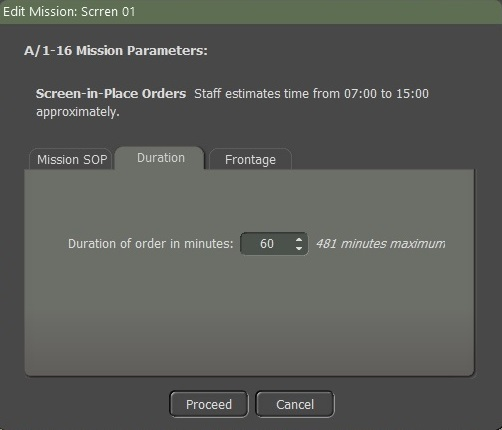 Edit Mission: Scrren 01
A/1-16 Mission Parameters:
Screen-in-Place Orders Staff estimates time from 07:00 to 15:00
approximately.
Mission SOP Duration Frontage
Duration of order in minutes: 60 481 minutes maximum
Proceed Cancel